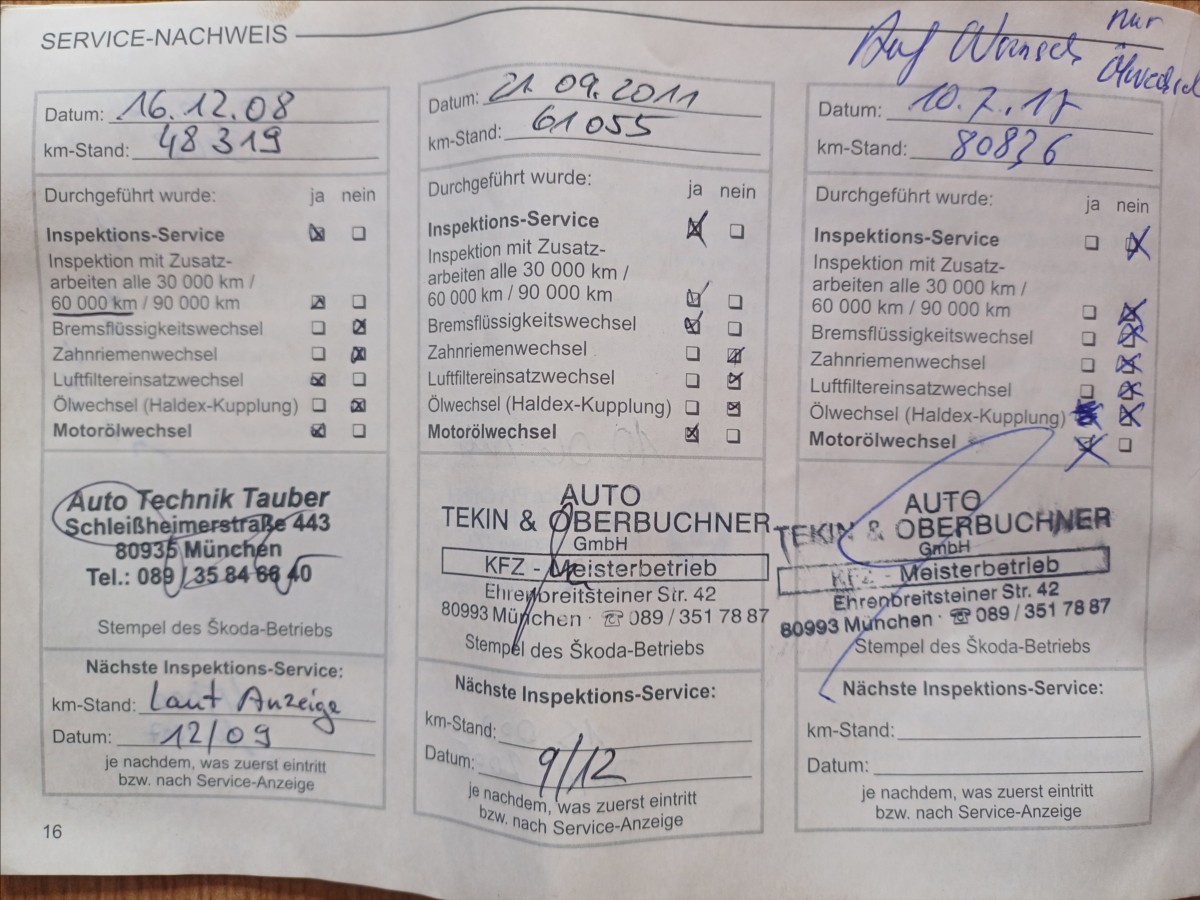 SERVICE-NACHWEIS
Auf Wunsch nur
Ölwechsel
Datum: 16.12.08
km-Stand: 48 319
Durchgeführt wurde: ja nein
Inspektions-Service
Inspektion mit Zusatz-
arbeiten alle 30 000 km /
60 000 km / 90 000 km
Bremsflüssigkeitswechsel
Zahnriemenwechsel
Luftfiltereinsatzwechsel
Ölwechsel (Haldex-Kupplung)
Motorölwechsel
Auto Technik Tauber
Schleißheimerstraße 443
80935 München
Tel.: 089 / 35 84 66 40
Stempel des Škoda-Betriebs
Nächste Inspektions-Service:
km-Stand: Laut Anzeige
Datum: 12/09
je nachdem, was zuerst eintritt
bzw. nach Service-Anzeige
16
Datum: 21.09.2011
km-Stand: 61055
Durchgeführt wurde: ja nein
Inspektions-Service
Inspektion mit Zusatz-
arbeiten alle 30 000 km /
60 000 km / 90 000 km
Bremsflüssigkeitswechsel
Zahnriemenwechsel
Luftfiltereinsatzwechsel
Ölwechsel (Haldex-Kupplung)
Motorölwechsel
AUTO
TEKIN & OBERBUCHNER
GmbH
KFZ - Meisterbetrieb
Ehrenbreitsteiner Str. 42
80993 München · ☏ 089 / 351 78 87
Stempel des Škoda-Betriebs
Nächste Inspektions-Service:
km-Stand:
Datum: 9/12
je nachdem, was zuerst eintritt
bzw. nach Service-Anzeige
Datum: 10.7.17
km-Stand: 80836
Durchgeführt wurde: ja nein
Inspektions-Service
Inspektion mit Zusatz-
arbeiten alle 30 000 km /
60 000 km / 90 000 km
Bremsflüssigkeitswechsel
Zahnriemenwechsel
Luftfiltereinsatzwechsel
Ölwechsel (Haldex-Kupplung)
Motorölwechsel
AUTO
TEKIN & OBERBUCHNER
GmbH
KFZ - Meisterbetrieb
Ehrenbreitsteiner Str. 42
80993 München · ☏ 089 / 351 78 87
Stempel des Škoda-Betriebs
Nächste Inspektions-Service:
km-Stand:
Datum:
je nachdem, was zuerst eintritt
bzw. nach Service-Anzeige